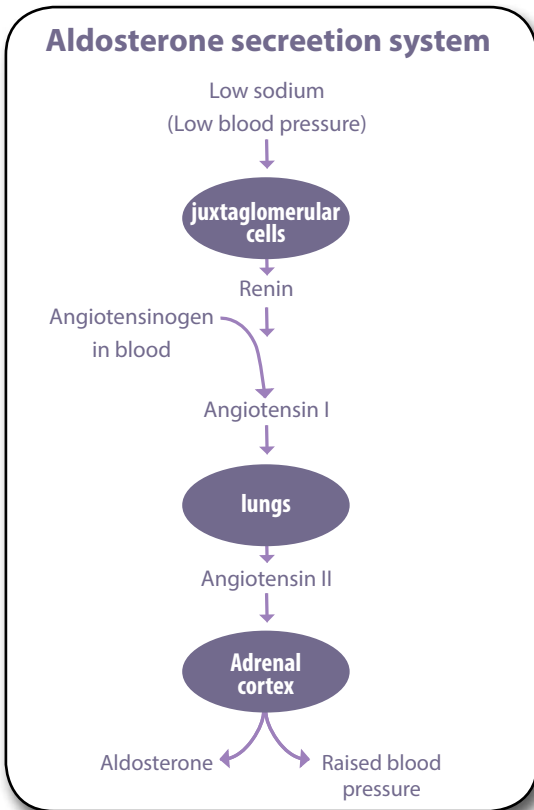 Aldosterone secreetion system
Low sodium
(Low blood pressure)
juxtaglomerular
cells
Renin
Angiotensinogen
in blood
Angiotensin I
lungs
Angiotensin II
Adrenal
cortex
Aldosterone
Raised blood
pressure